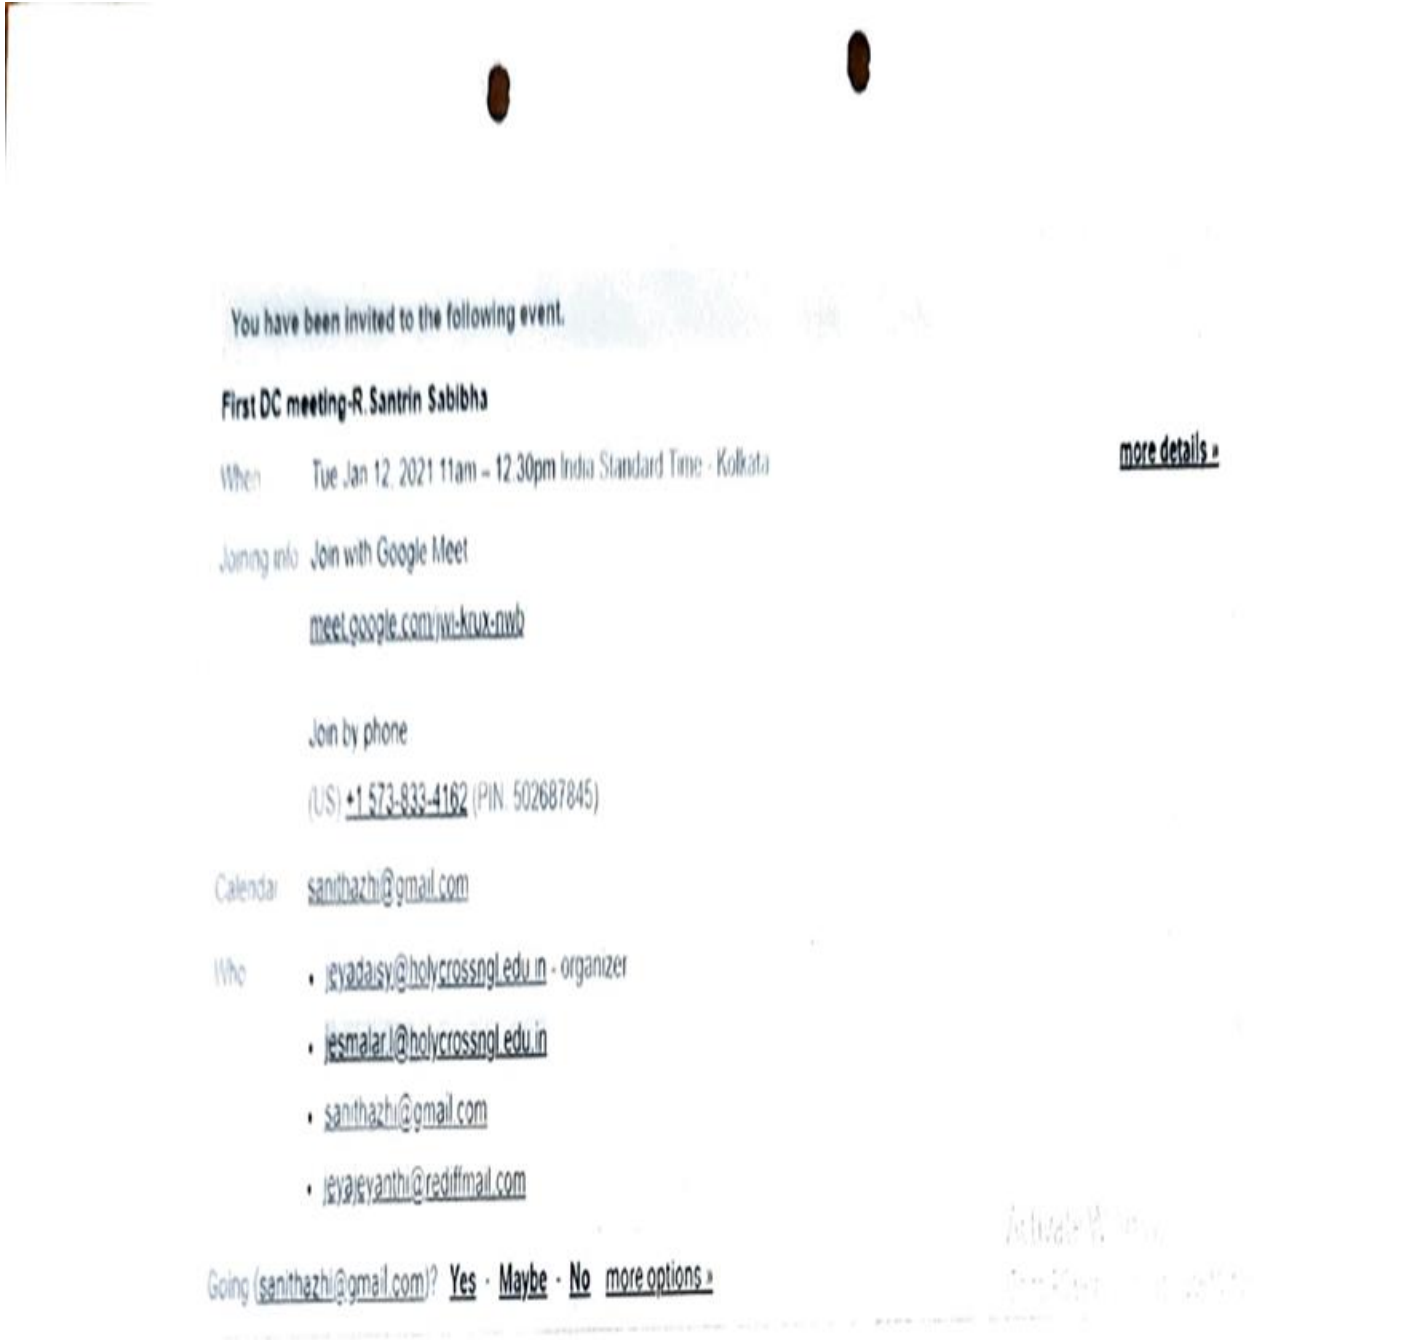 You have been invited to the following event.
First DC meeting-R.Santrin Sabibha
more details »
When Tue Jan 12, 2021 11am – 12:30pm India Standard Time - Kolkata
Joining info Join with Google Meet
meet.google.com/jwi-krux-nwb
Join by phone
(US) +1 573-833-4162 (PIN: 502687845)
Calendar sanithazhi@gmail.com
Who • jeyadaisy@holycrossngl.edu.in - organizer
• jesmalar.l@holycrossngl.edu.in
• sanithazhi@gmail.com
• jeyajeyanthi@rediffmail.com
Going (sanithazhi@gmail.com)? Yes - Maybe - No more options »